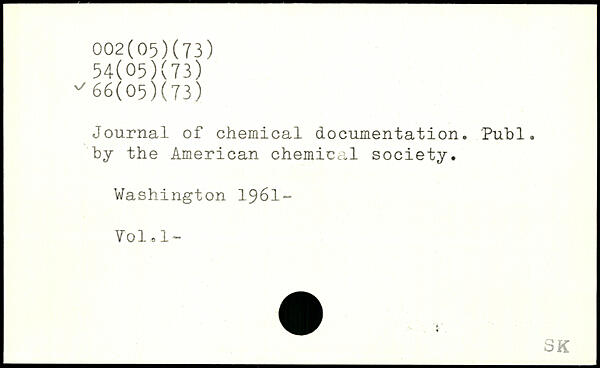 002(05)(73)
54(05)(73)
✓ 66(05)(73)
Journal of chemical documentation. Publ.
by the American chemical society.
Washington 1961-
Vol.1-
SK